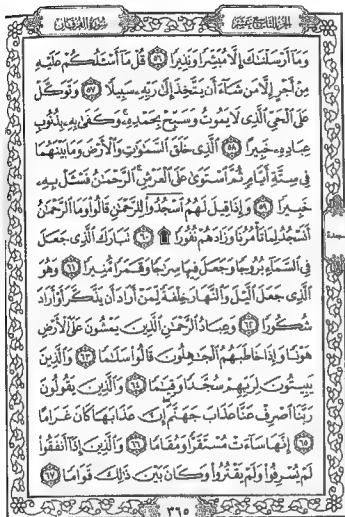 الجزء التاسع عشر
سورة الفرقان
وَمَآ أَرْسَلْنَٰكَ إِلَّا مُبَشِّرًا وَنَذِيرًا ٥٦ قُلْ مَآ أَسْـَٔلُكُمْ عَلَيْهِ
مِنْ أَجْرٍ إِلَّا مَن شَآءَ أَن يَتَّخِذَ إِلَىٰ رَبِّهِۦ سَبِيلًا ٥٧ وَتَوَكَّلْ
عَلَى ٱلْحَىِّ ٱلَّذِى لَا يَمُوتُ وَسَبِّحْ بِحَمْدِهِۦ وَكَفَىٰ بِهِۦ بِذُنُوبِ
عِبَادِهِۦ خَبِيرًا ٥٨ ٱلَّذِى خَلَقَ ٱلسَّمَٰوَٰتِ وَٱلْأَرْضَ وَمَا بَيْنَهُمَا
فِى سِتَّةِ أَيَّامٍ ثُمَّ ٱسْتَوَىٰ عَلَى ٱلْعَرْشِ ٱلرَّحْمَٰنُ فَسْـَٔلْ بِهِۦ
خَبِيرًا ٥٩ وَإِذَا قِيلَ لَهُمُ ٱسْجُدُوا۟ لِلرَّحْمَٰنِ قَالُوا۟ وَمَا ٱلرَّحْمَٰنُ
أَنَسْجُدُ لِمَا تَأْمُرُنَا وَزَادَهُمْ نُفُورًا ۩ ٦٠ تَبَارَكَ ٱلَّذِى جَعَلَ
فِى ٱلسَّمَآءِ بُرُوجًا وَجَعَلَ فِيهَا سِرَٰجًا وَقَمَرًا مُّنِيرًا ٦١ وَهُوَ
ٱلَّذِى جَعَلَ ٱلَّيْلَ وَٱلنَّهَارَ خِلْفَةً لِّمَنْ أَرَادَ أَن يَذَّكَّرَ أَوْ أَرَادَ
شُكُورًا ٦٢ وَعِبَادُ ٱلرَّحْمَٰنِ ٱلَّذِينَ يَمْشُونَ عَلَى ٱلْأَرْضِ
هَوْنًا وَإِذَا خَاطَبَهُمُ ٱلْجَٰهِلُونَ قَالُوا۟ سَلَٰمًا ٦٣ وَٱلَّذِينَ
يَبِيتُونَ لِرَبِّهِمْ سُجَّدًا وَقِيَٰمًا ٦٤ وَٱلَّذِينَ يَقُولُونَ
رَبَّنَا ٱصْرِفْ عَنَّا عَذَابَ جَهَنَّمَ إِنَّ عَذَابَهَا كَانَ غَرَامًا
٦٥ إِنَّهَا سَآءَتْ مُسْتَقَرًّا وَمُقَامًا ٦٦ وَٱلَّذِينَ إِذَآ أَنفَقُوا۟
لَمْ يُسْرِفُوا۟ وَلَمْ يَقْتُرُوا۟ وَكَانَ بَيْنَ ذَٰلِكَ قَوَامًا ٦٧
سجدة
٣٦٥